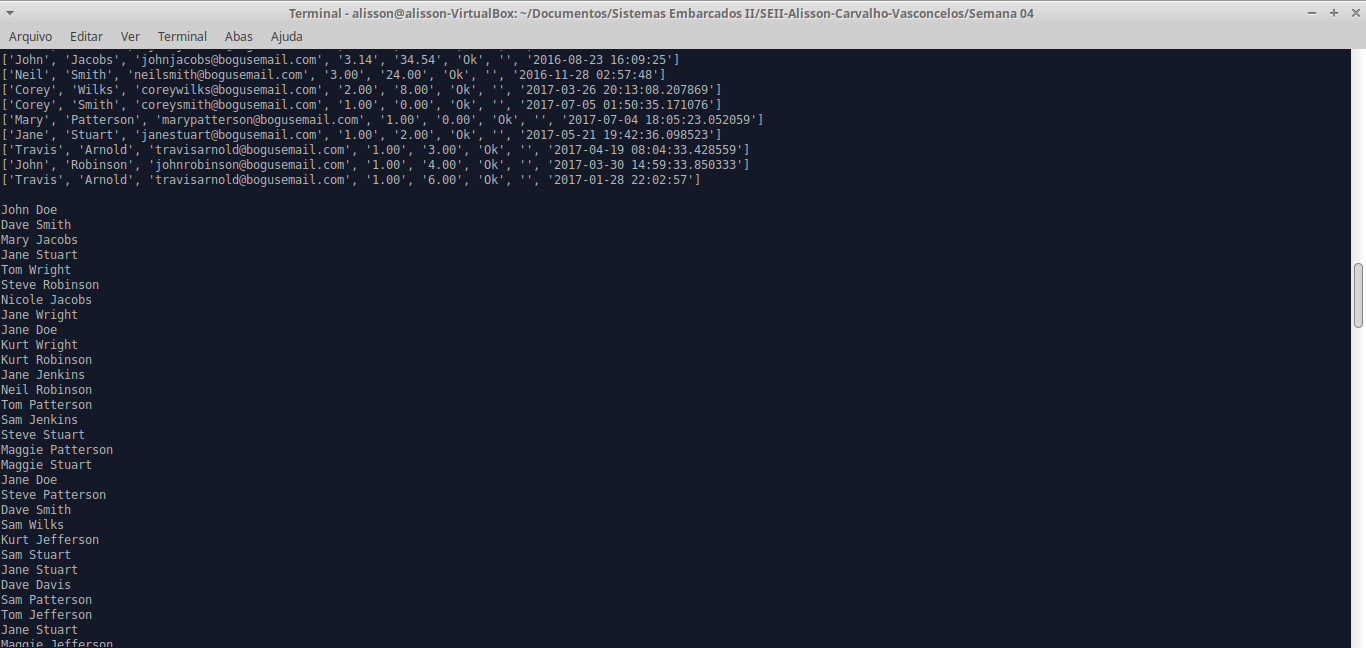 Terminal - alisson@alisson-VirtualBox: ~/Documentos/Sistemas Embarcados II/SEII-Alisson-Carvalho-Vasconcelos/Semana 04
Arquivo Editar Ver Terminal Abas Ajuda
['John', 'Jacobs', 'johnjacobs@bogusemail.com', '3.14', '34.54', 'Ok', '', '2016-08-23 16:09:25']
['Neil', 'Smith', 'neilsmith@bogusemail.com', '3.00', '24.00', 'Ok', '', '2016-11-28 02:57:48']
['Corey', 'Wilks', 'coreywilks@bogusemail.com', '2.00', '8.00', 'Ok', '', '2017-03-26 20:13:08.207869']
['Corey', 'Smith', 'coreysmith@bogusemail.com', '1.00', '0.00', 'Ok', '', '2017-07-05 01:50:35.171076']
['Mary', 'Patterson', 'marypatterson@bogusemail.com', '1.00', '0.00', 'Ok', '', '2017-07-04 18:05:23.052059']
['Jane', 'Stuart', 'janestuart@bogusemail.com', '1.00', '2.00', 'Ok', '', '2017-05-21 19:42:36.098523']
['Travis', 'Arnold', 'travisarnold@bogusemail.com', '1.00', '3.00', 'Ok', '', '2017-04-19 08:04:33.428559']
['John', 'Robinson', 'johnrobinson@bogusemail.com', '1.00', '4.00', 'Ok', '', '2017-03-30 14:59:33.850333']
['Travis', 'Arnold', 'travisarnold@bogusemail.com', '1.00', '6.00', 'Ok', '', '2017-01-28 22:02:57']
John Doe
Dave Smith
Mary Jacobs
Jane Stuart
Tom Wright
Steve Robinson
Nicole Jacobs
Jane Wright
Jane Doe
Kurt Wright
Kurt Robinson
Jane Jenkins
Neil Robinson
Tom Patterson
Sam Jenkins
Steve Stuart
Maggie Patterson
Maggie Stuart
Jane Doe
Steve Patterson
Dave Smith
Sam Wilks
Kurt Jefferson
Sam Stuart
Jane Stuart
Dave Davis
Sam Patterson
Tom Jefferson
Jane Stuart
Maggie Jefferson